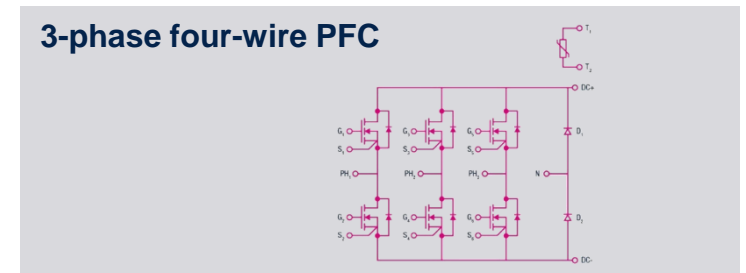 3-phase four-wire PFC
T₁
T₂
DC+
G₁ G₃ G₅ D₁
S₁ S₃ S₅
PH₁ PH₂ PH₃ N
G₂ G₄ G₆ D₂
S₂ S₄ S₆
DC-